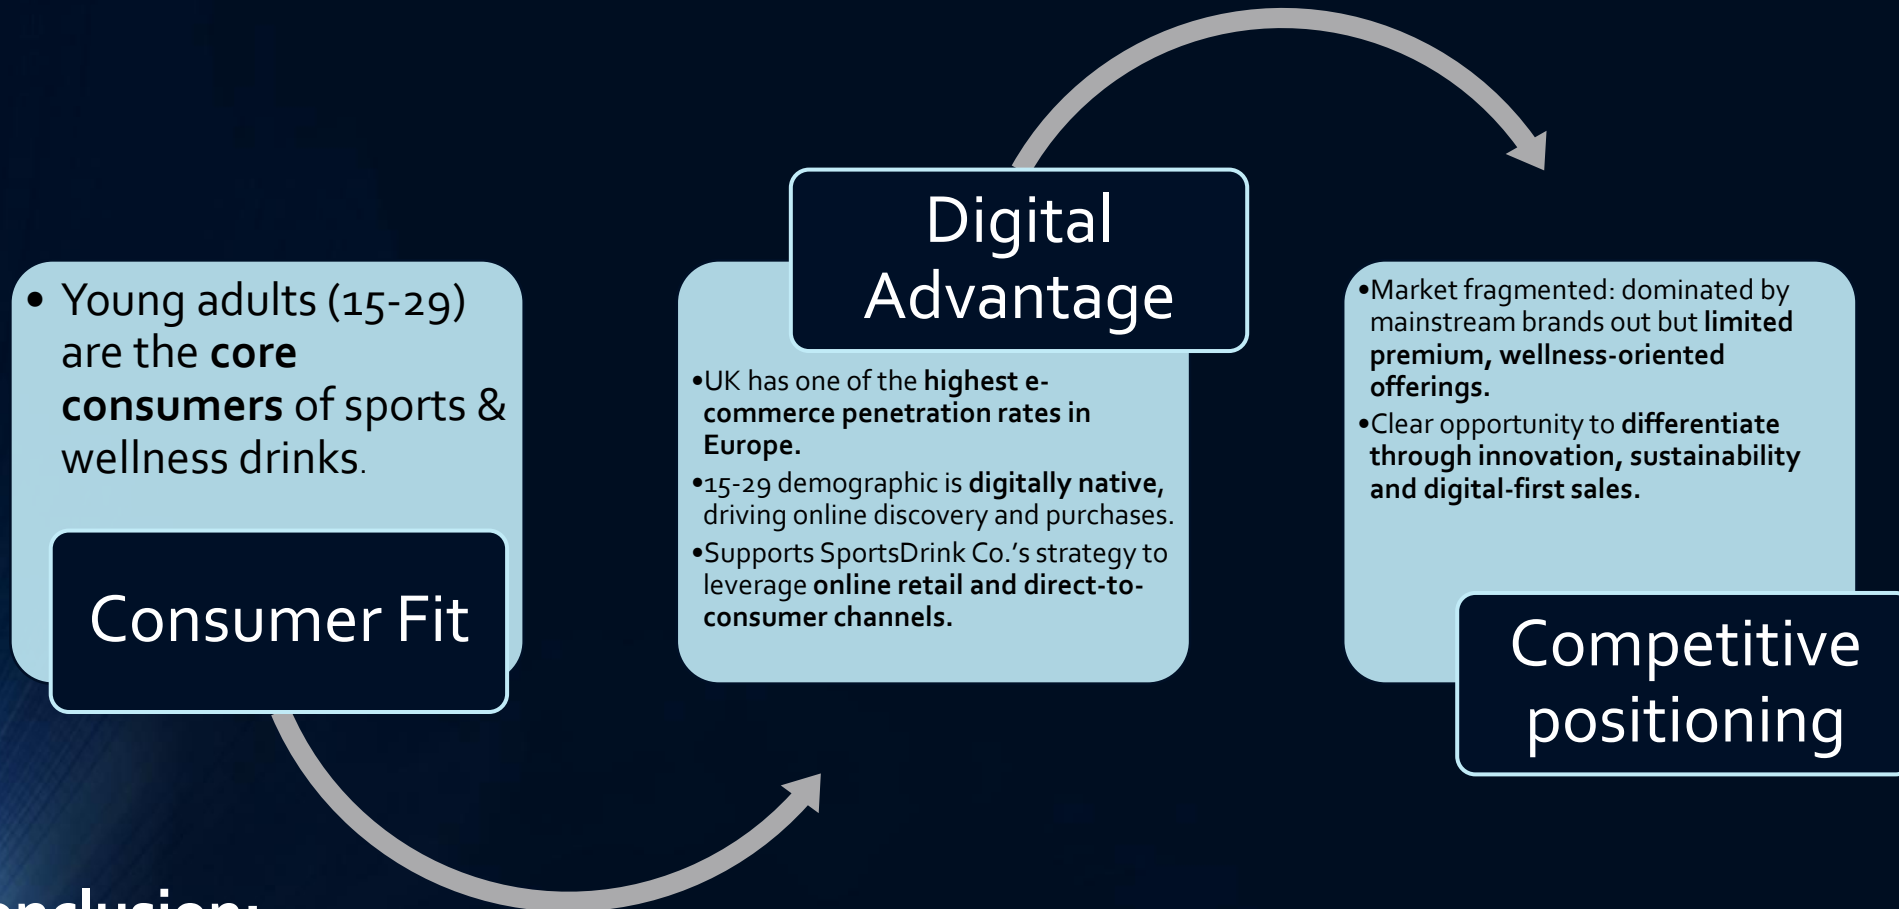 • Young adults (15-29)
are the core
consumers of sports &
wellness drinks.
Consumer Fit
Digital
Advantage
•UK has one of the highest e-
commerce penetration rates in
Europe.
•15-29 demographic is digitally native,
driving online discovery and purchases.
•Supports SportsDrink Co.'s strategy to
leverage online retail and direct-to-
consumer channels.
•Market fragmented: dominated by
mainstream brands out but limited
premium, wellness-oriented
offerings.
•Clear opportunity to differentiate
through innovation, sustainability
and digital-first sales.
Competitive
positioning